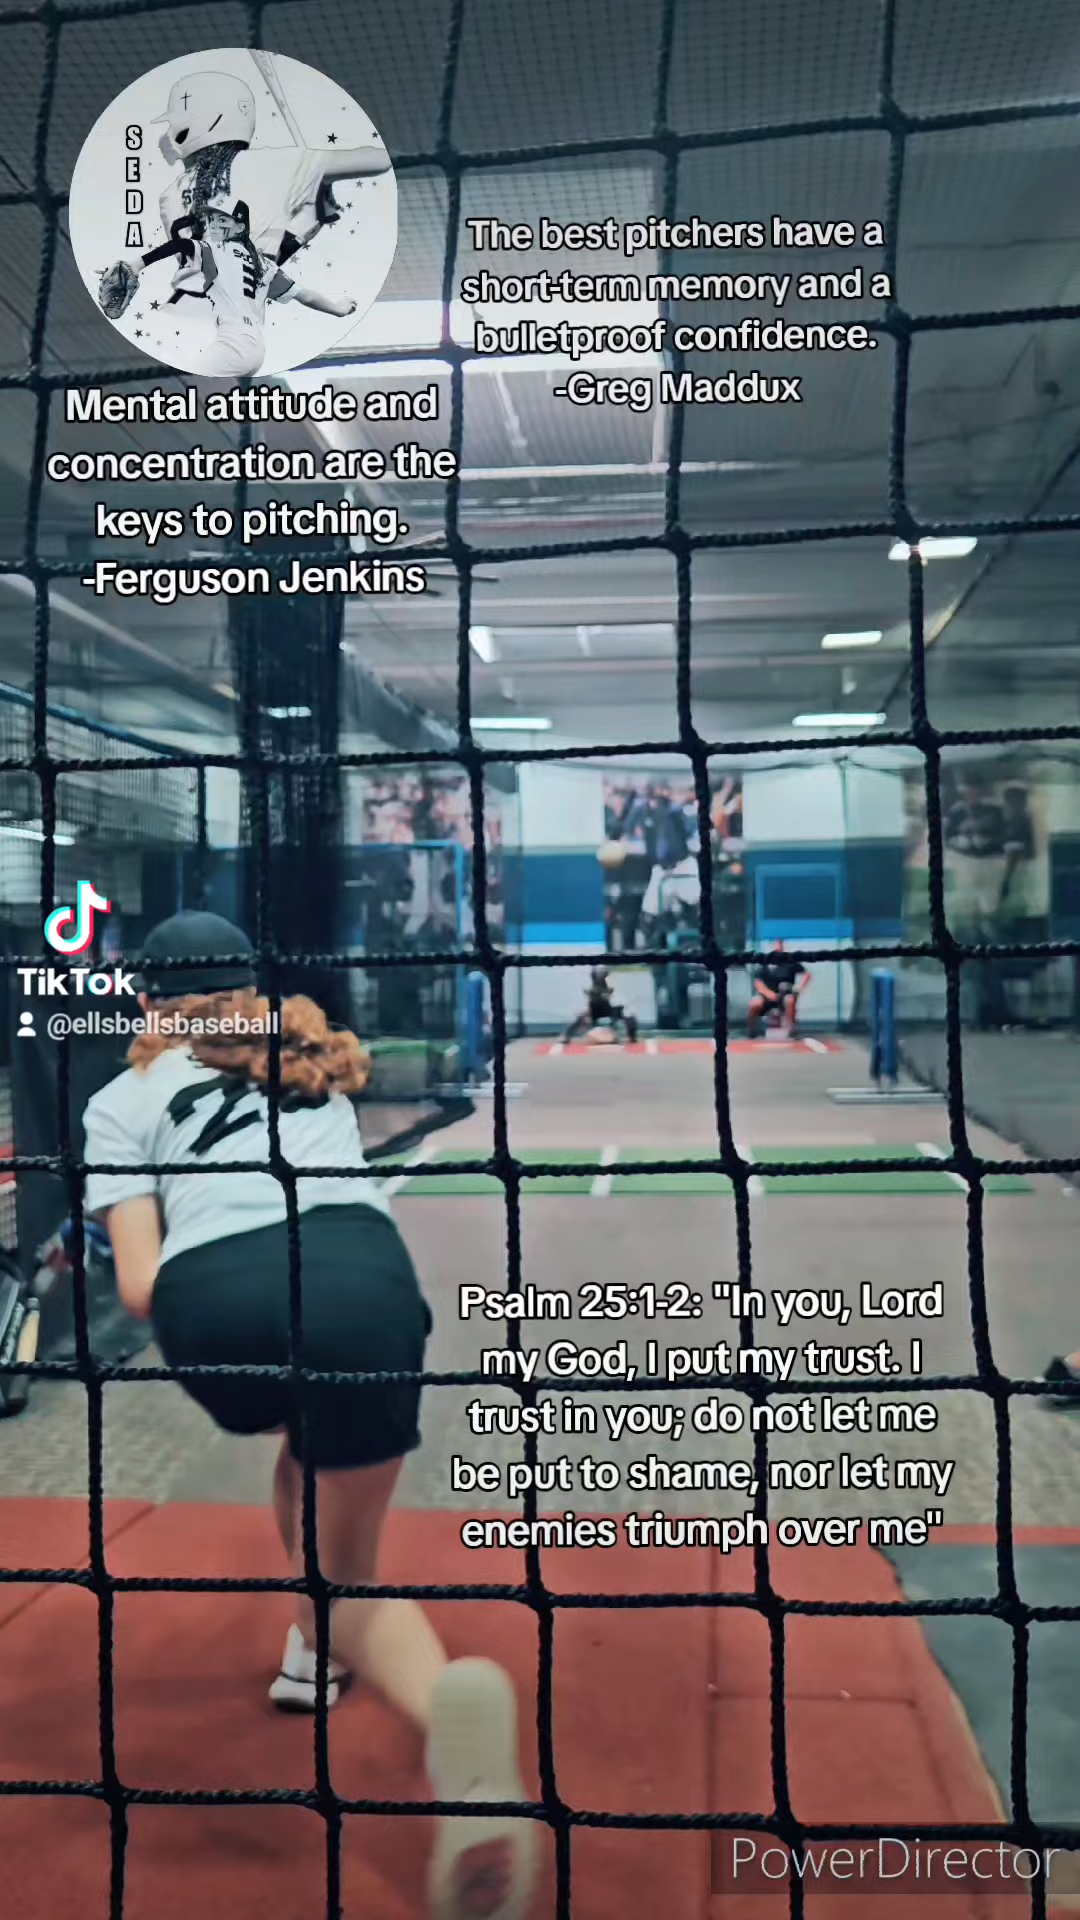 S
E
D
A
The best pitchers have a
short-term memory and a
bulletproof confidence.
-Greg Maddux
Mental attitude and
concentration are the
keys to pitching.
-Ferguson Jenkins
TikTok
@ellsbellsbaseball
Psalm 25:1-2: "In you, Lord
my God, I put my trust. I
trust in you; do not let me
be put to shame, nor let my
enemies triumph over me"
PowerDirector